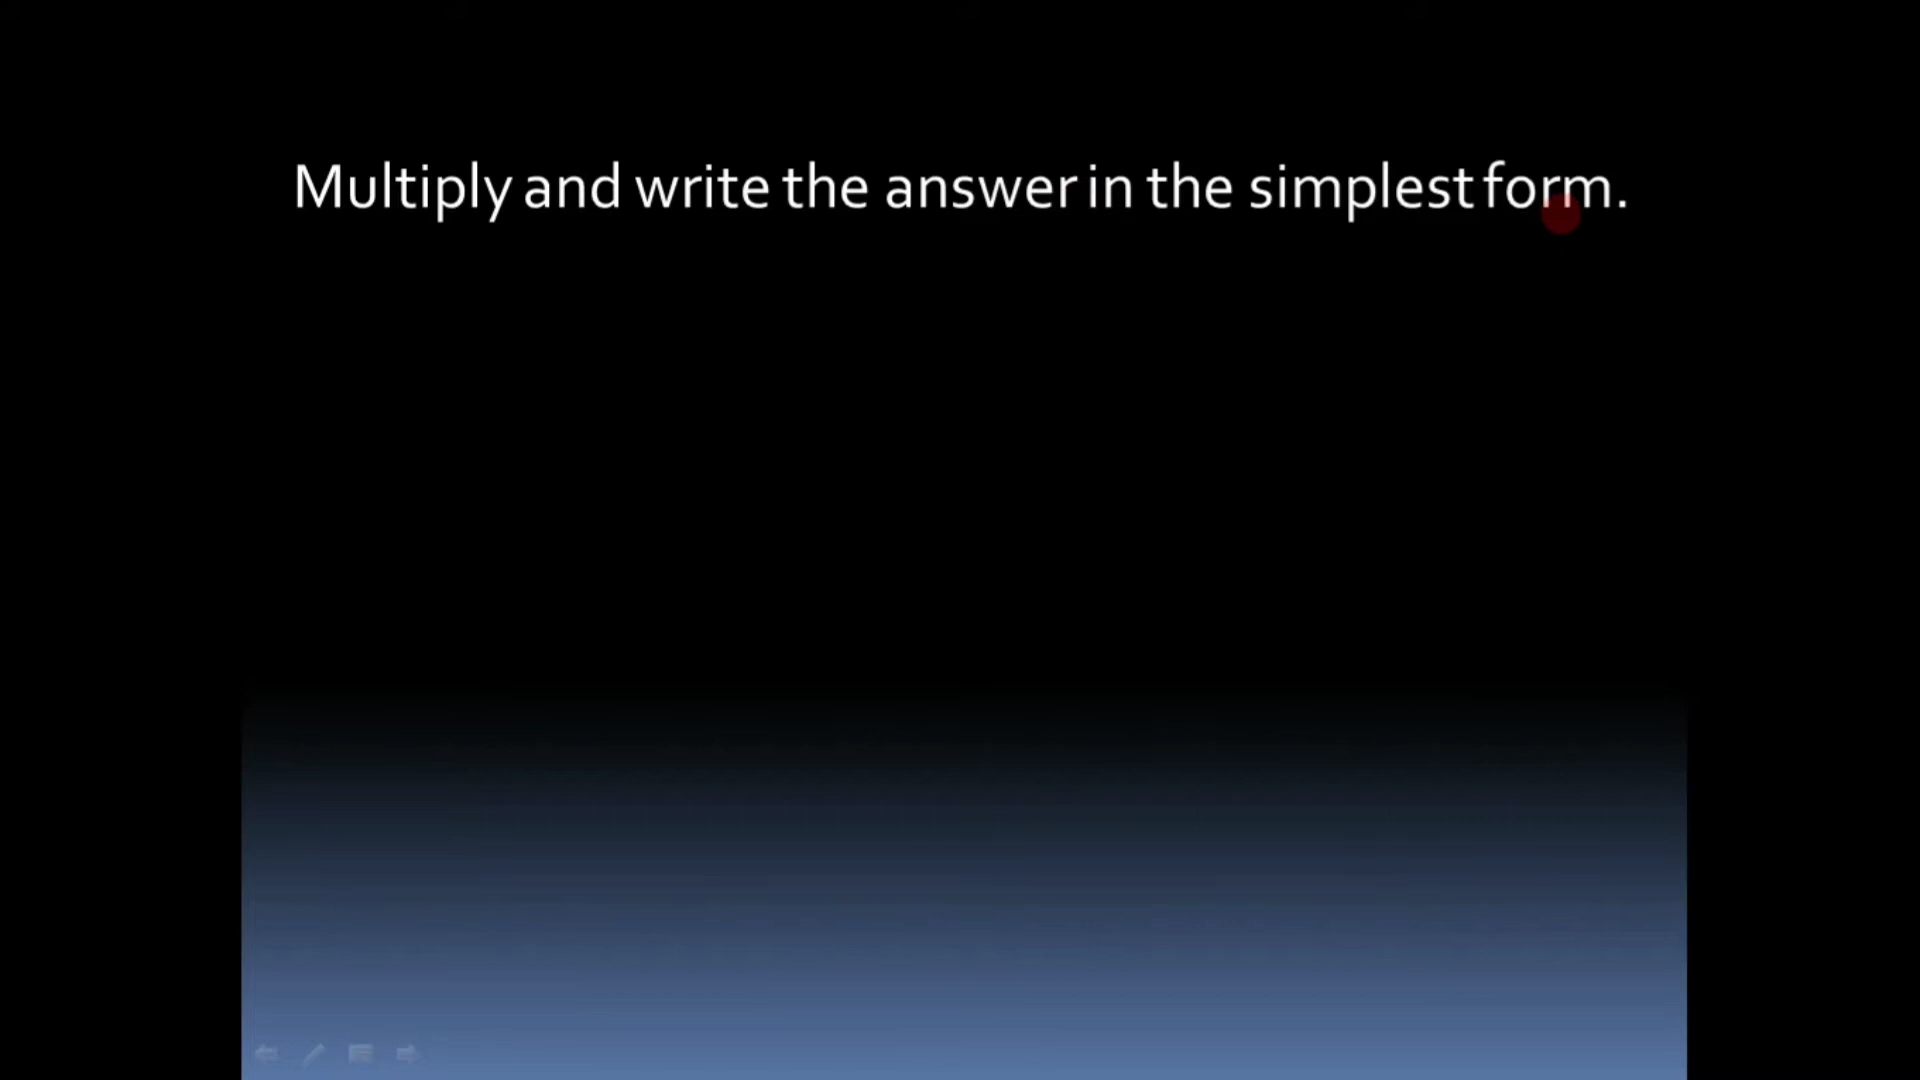 Multiply and write the answer in the simplest form.